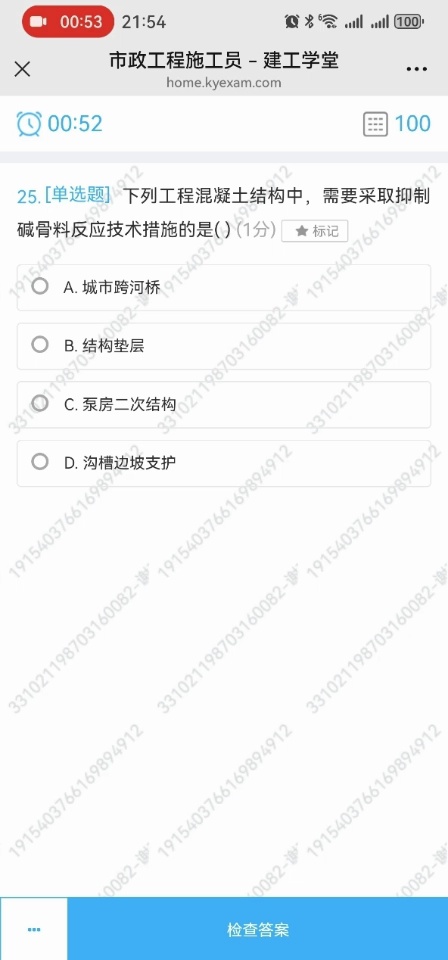 00:53 21:54 100
市政工程施工员 - 建工学堂
home.kyexam.com
00:52 100
25.[单选题] 下列工程混凝土结构中，需要采取抑制
碱骨料反应技术措施的是( ) (1分) 标记
A. 城市跨河桥
B. 结构垫层
C. 泵房二次结构
D. 沟槽边坡支护
检查答案